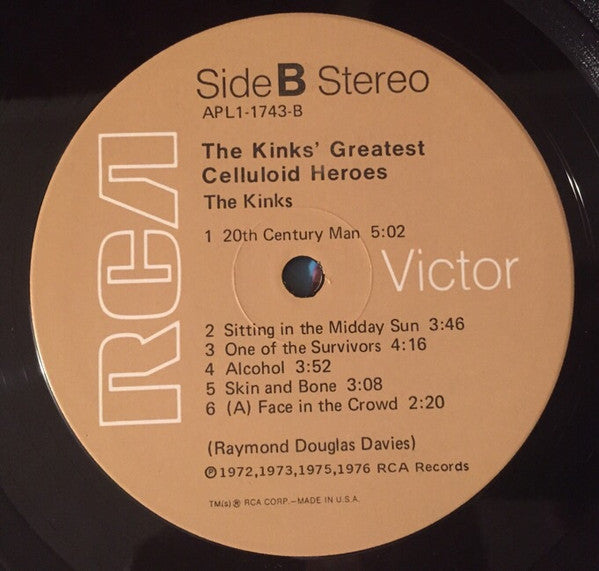 Side B Stereo
APL1-1743-B
RCA
The Kinks' Greatest
Celluloid Heroes
The Kinks
1 20th Century Man 5:02
Victor
2 Sitting in the Midday Sun 3:46
3 One of the Survivors 4:16
4 Alcohol 3:52
5 Skin and Bone 3:08
6 (A) Face in the Crowd 2:20
(Raymond Douglas Davies)
℗1972,1973,1975,1976 RCA Records
TM(s)® RCA CORP.–MADE IN U.S.A.